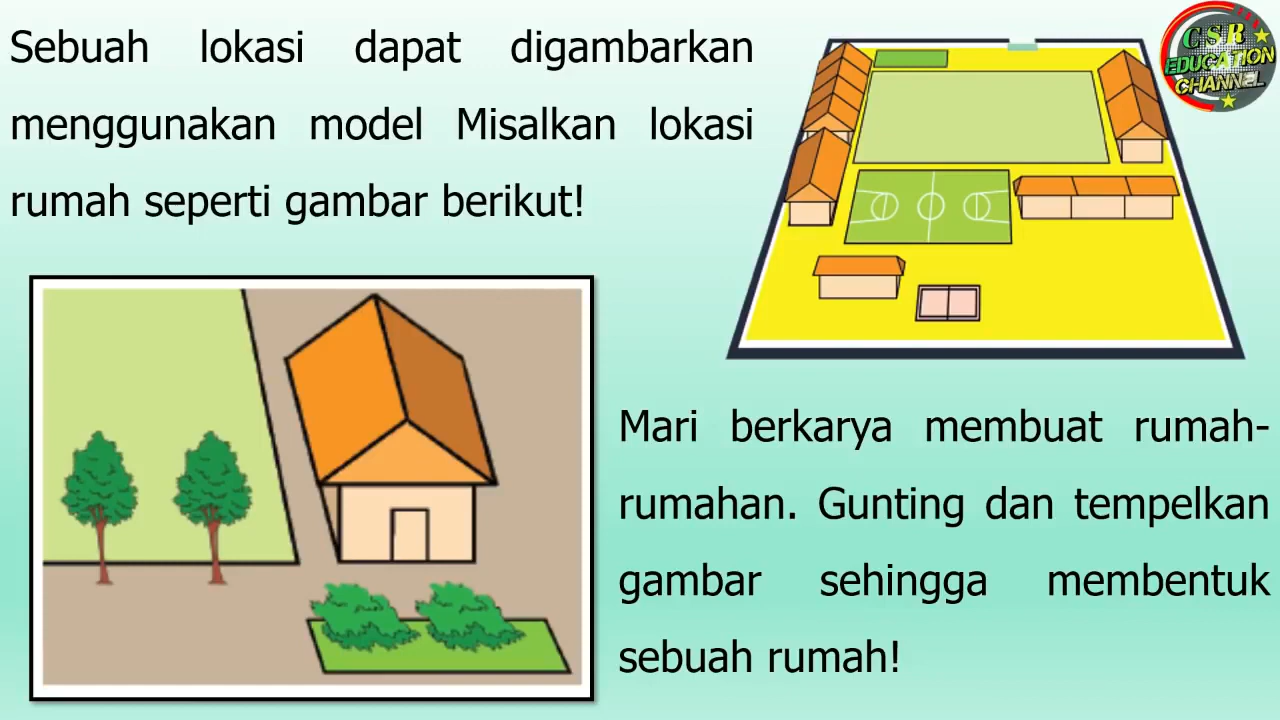 Sebuah lokasi dapat digambarkan
menggunakan model Misalkan lokasi
rumah seperti gambar berikut!
CSR
EDUCATION
CHANNEL
Mari berkarya membuat rumah-
rumahan. Gunting dan tempelkan
gambar sehingga membentuk
sebuah rumah!